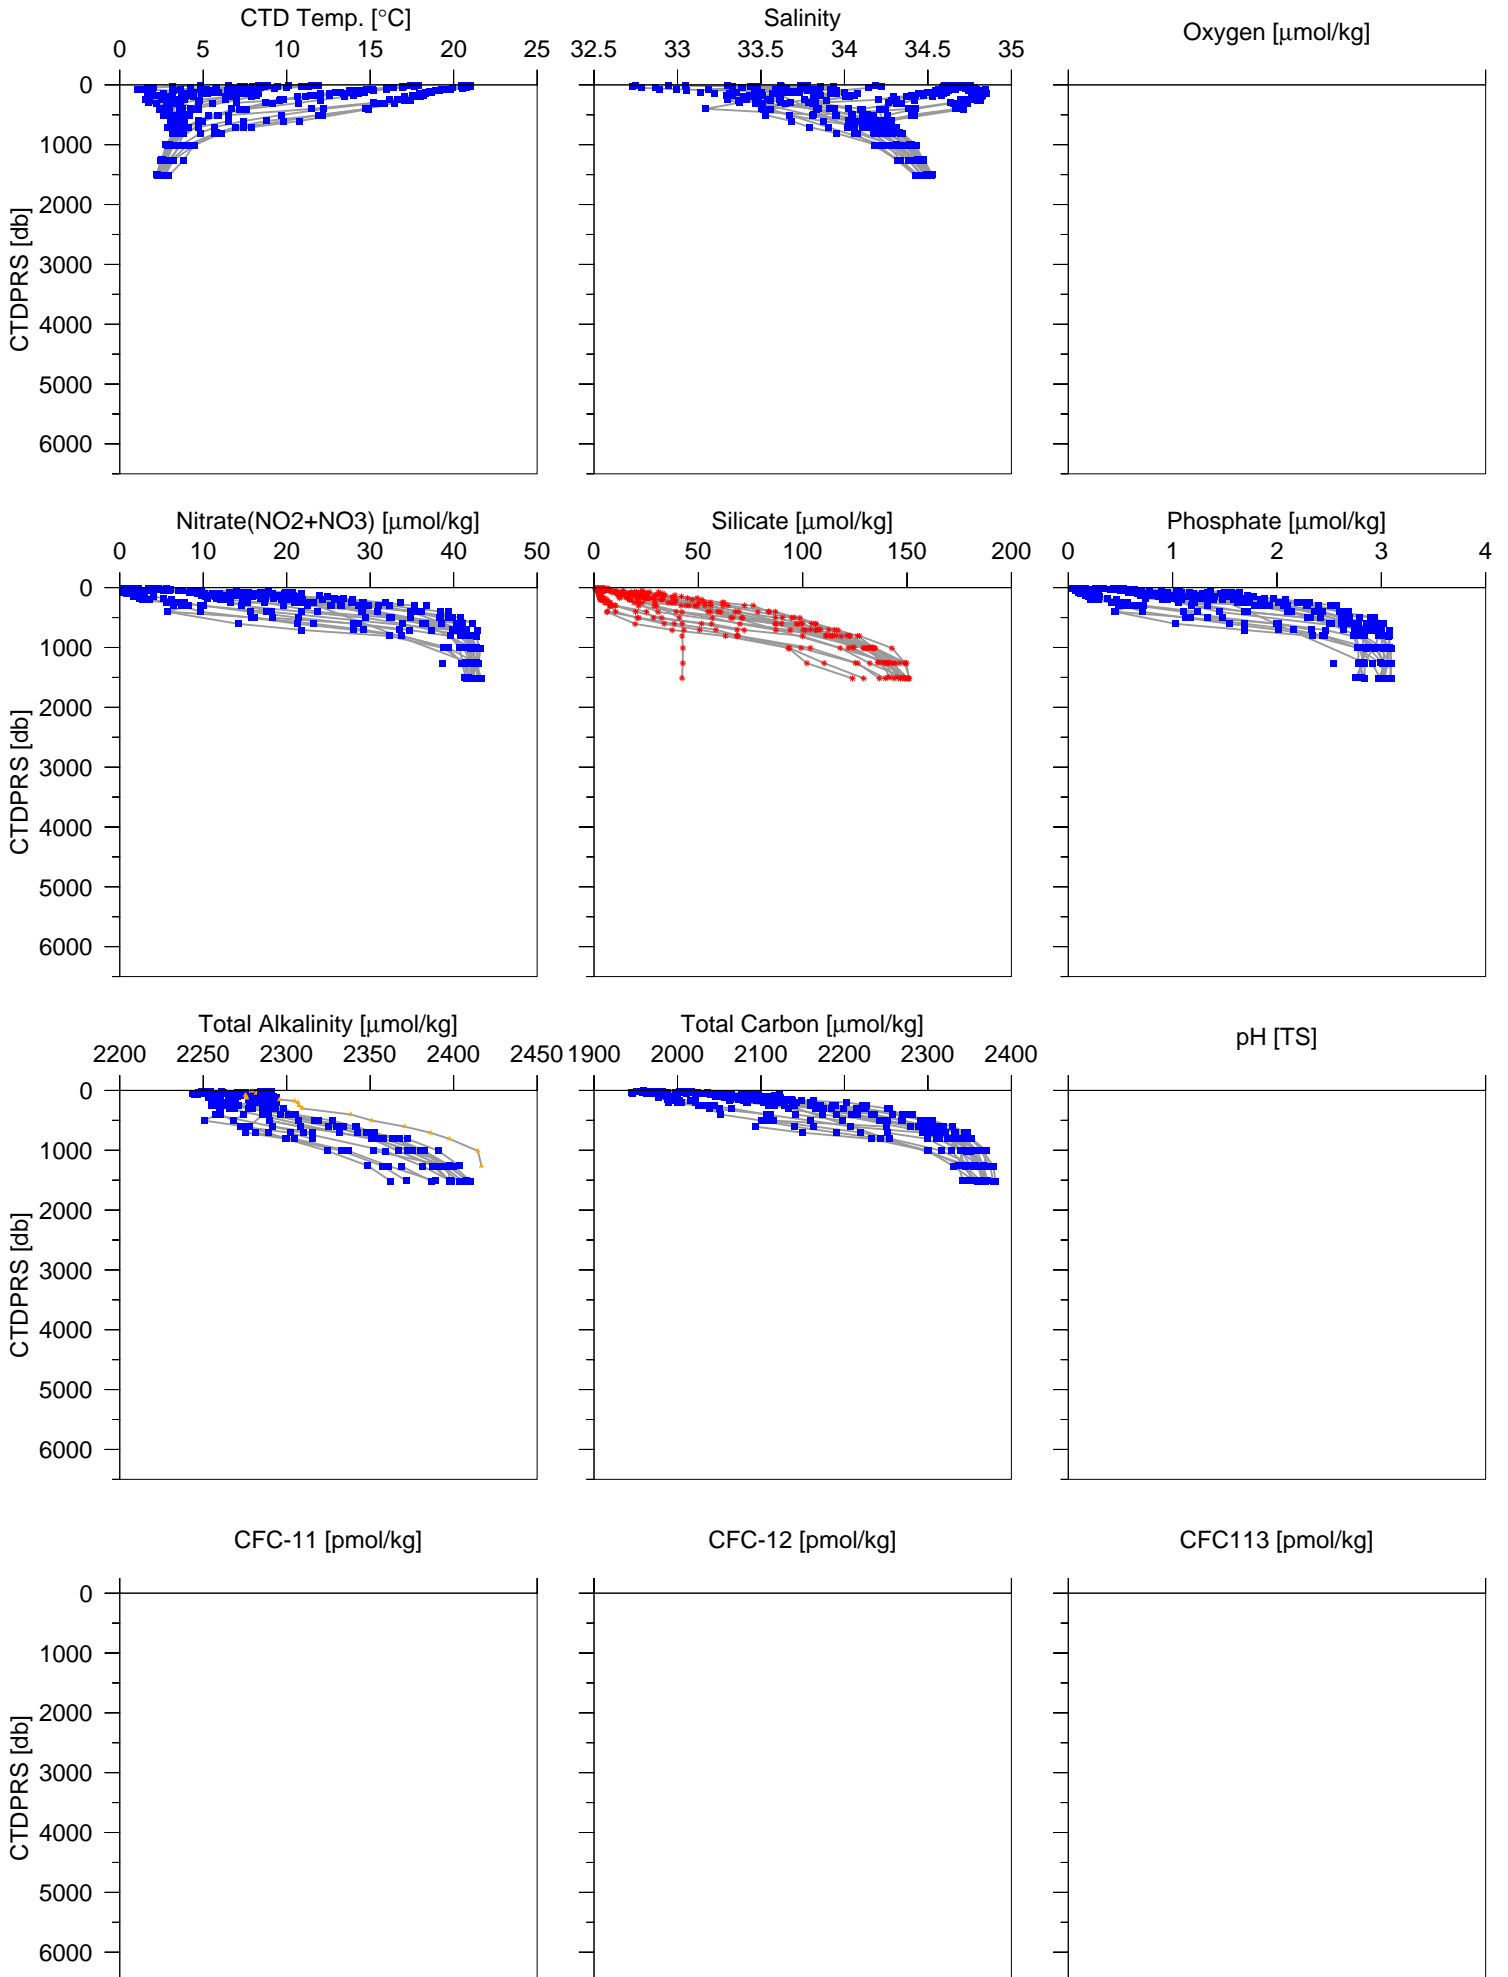 CTD Temp. [°C] Salinity Oxygen [μmol/kg]
0 5 10 15 20 25 32.5 33 33.5 34 34.5 35
0
1000
2000
3000
4000
5000
6000
CTDPRS [db]
Nitrate(NO2+NO3) [μmol/kg] Silicate [μmol/kg] Phosphate [μmol/kg]
0 10 20 30 40 50 0 50 100 150 200 0 1 2 3 4
0
1000
2000
3000
4000
5000
6000
CTDPRS [db]
Total Alkalinity [μmol/kg] Total Carbon [μmol/kg] pH [TS]
2200 2250 2300 2350 2400 2450 1900 2000 2100 2200 2300 2400
0
1000
2000
3000
4000
5000
6000
CTDPRS [db]
CFC-11 [pmol/kg] CFC-12 [pmol/kg] CFC113 [pmol/kg]
0
1000
2000
3000
4000
5000
6000
CTDPRS [db]